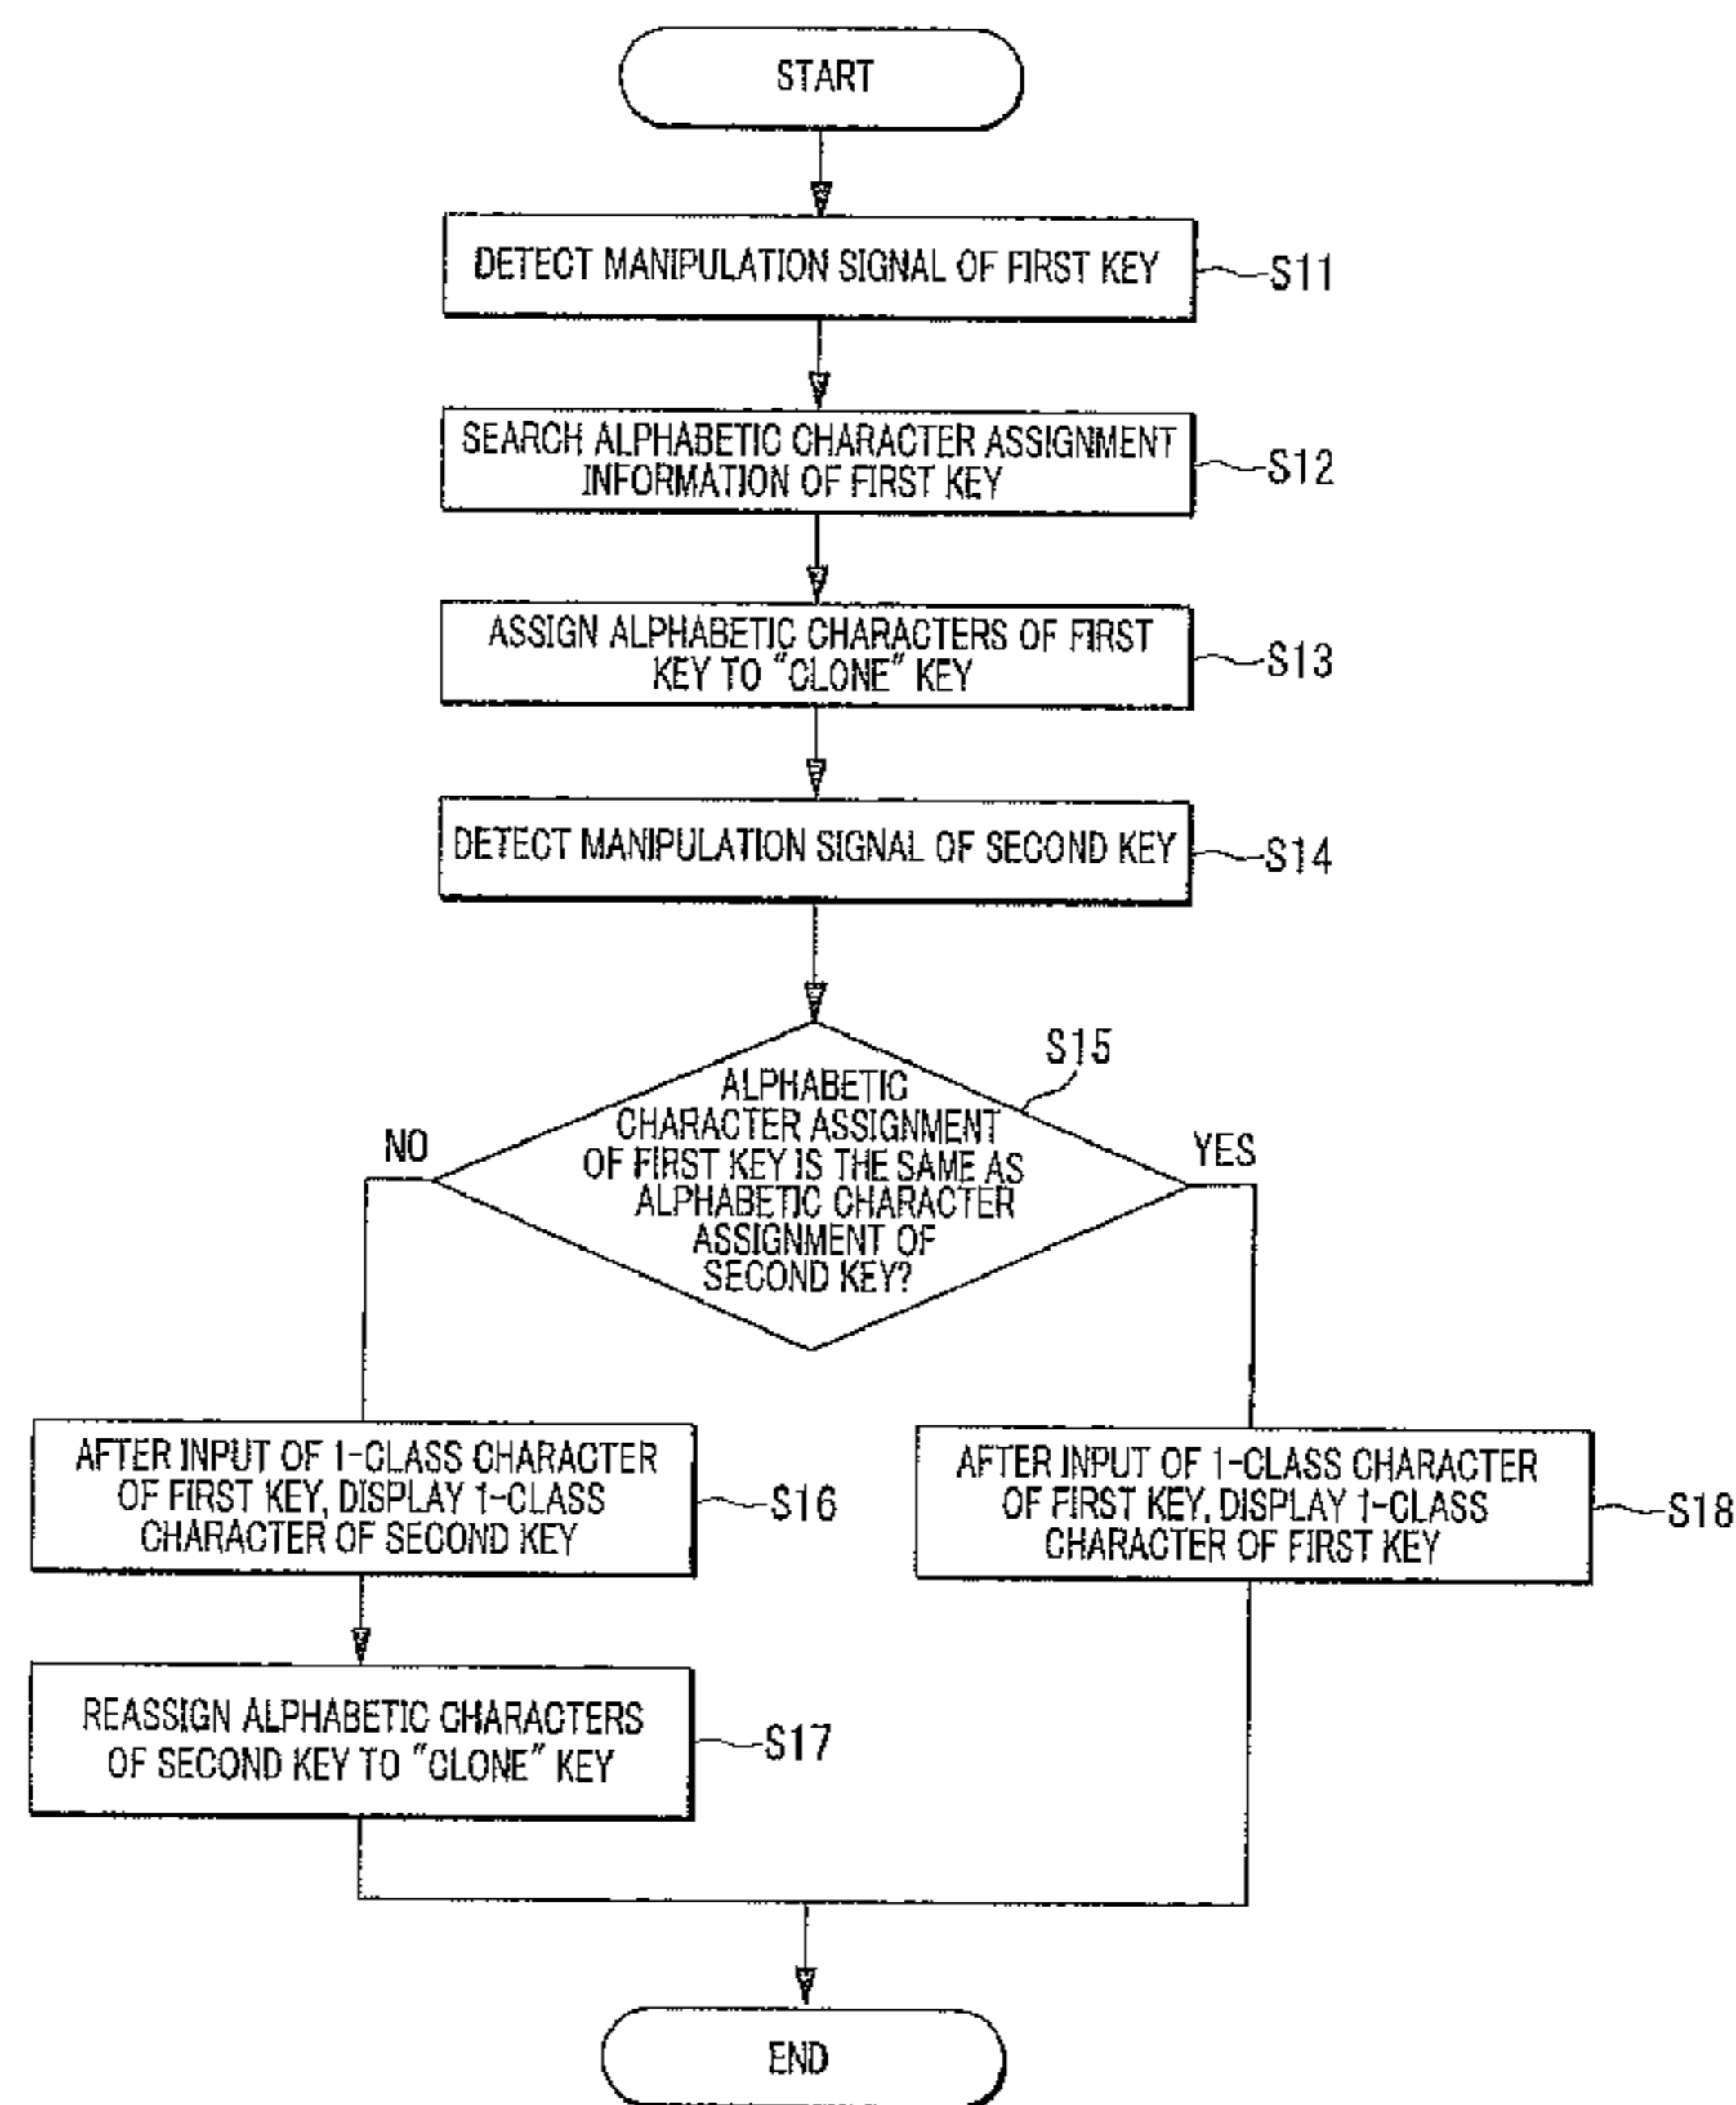 START
DETECT MANIPULATION SIGNAL OF FIRST KEY
S11
SEARCH ALPHABETIC CHARACTER ASSIGNMENT
INFORMATION OF FIRST KEY
S12
ASSIGN ALPHABETIC CHARACTERS OF FIRST
KEY TO "CLONE" KEY
S13
DETECT MANIPULATION SIGNAL OF SECOND KEY
S14
S15
ALPHABETIC
CHARACTER ASSIGNMENT
OF FIRST KEY IS THE SAME AS
ALPHABETIC CHARACTER
ASSIGNMENT OF
SECOND KEY?
NO
YES
AFTER INPUT OF 1-CLASS CHARACTER
OF FIRST KEY, DISPLAY 1-CLASS
CHARACTER OF SECOND KEY
S16
AFTER INPUT OF 1-CLASS CHARACTER
OF FIRST KEY, DISPLAY 1-CLASS
CHARACTER OF FIRST KEY
S18
REASSIGN ALPHABETIC CHARACTERS
OF SECOND KEY TO "CLONE" KEY
S17
END